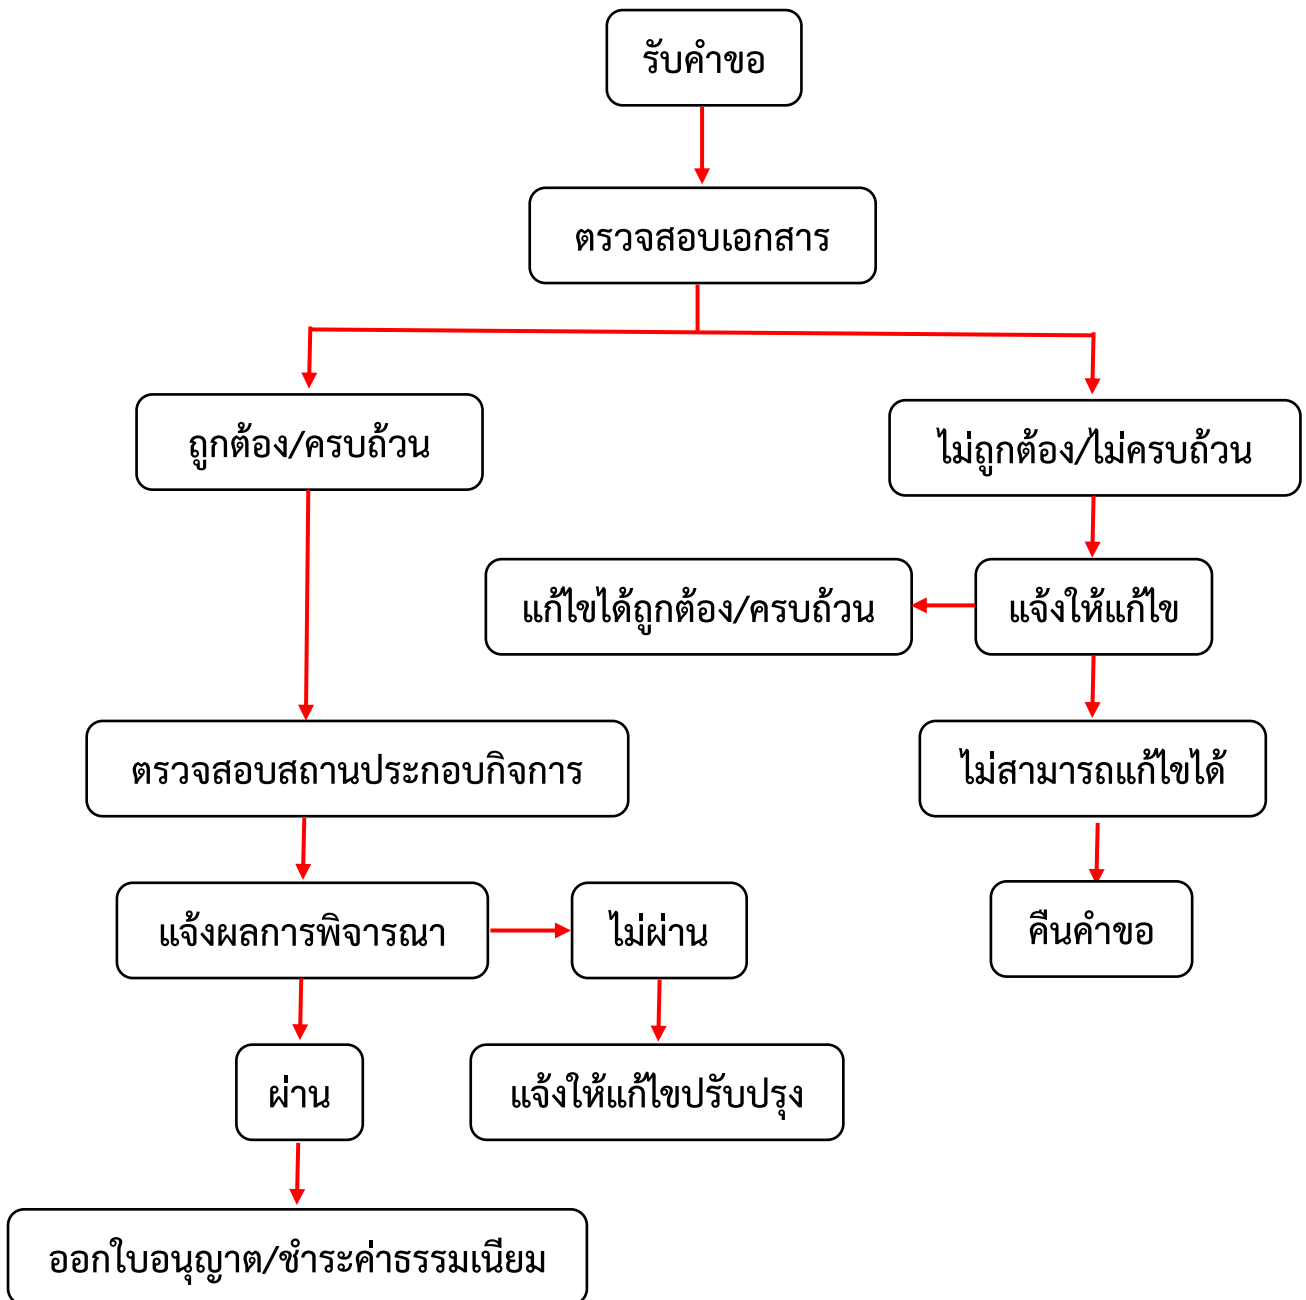 รับคำขอ
ตรวจสอบเอกสาร
ถูกต้อง/ครบถ้วน
ไม่ถูกต้อง/ไม่ครบถ้วน
แก้ไขได้ถูกต้อง/ครบถ้วน
แจ้งให้แก้ไข
ตรวจสอบสถานประกอบกิจการ
ไม่สามารถแก้ไขได้
แจ้งผลการพิจารณา
ไม่ผ่าน
คืนคำขอ
ผ่าน
แจ้งให้แก้ไขปรับปรุง
ออกใบอนุญาต/ชำระค่าธรรมเนียม